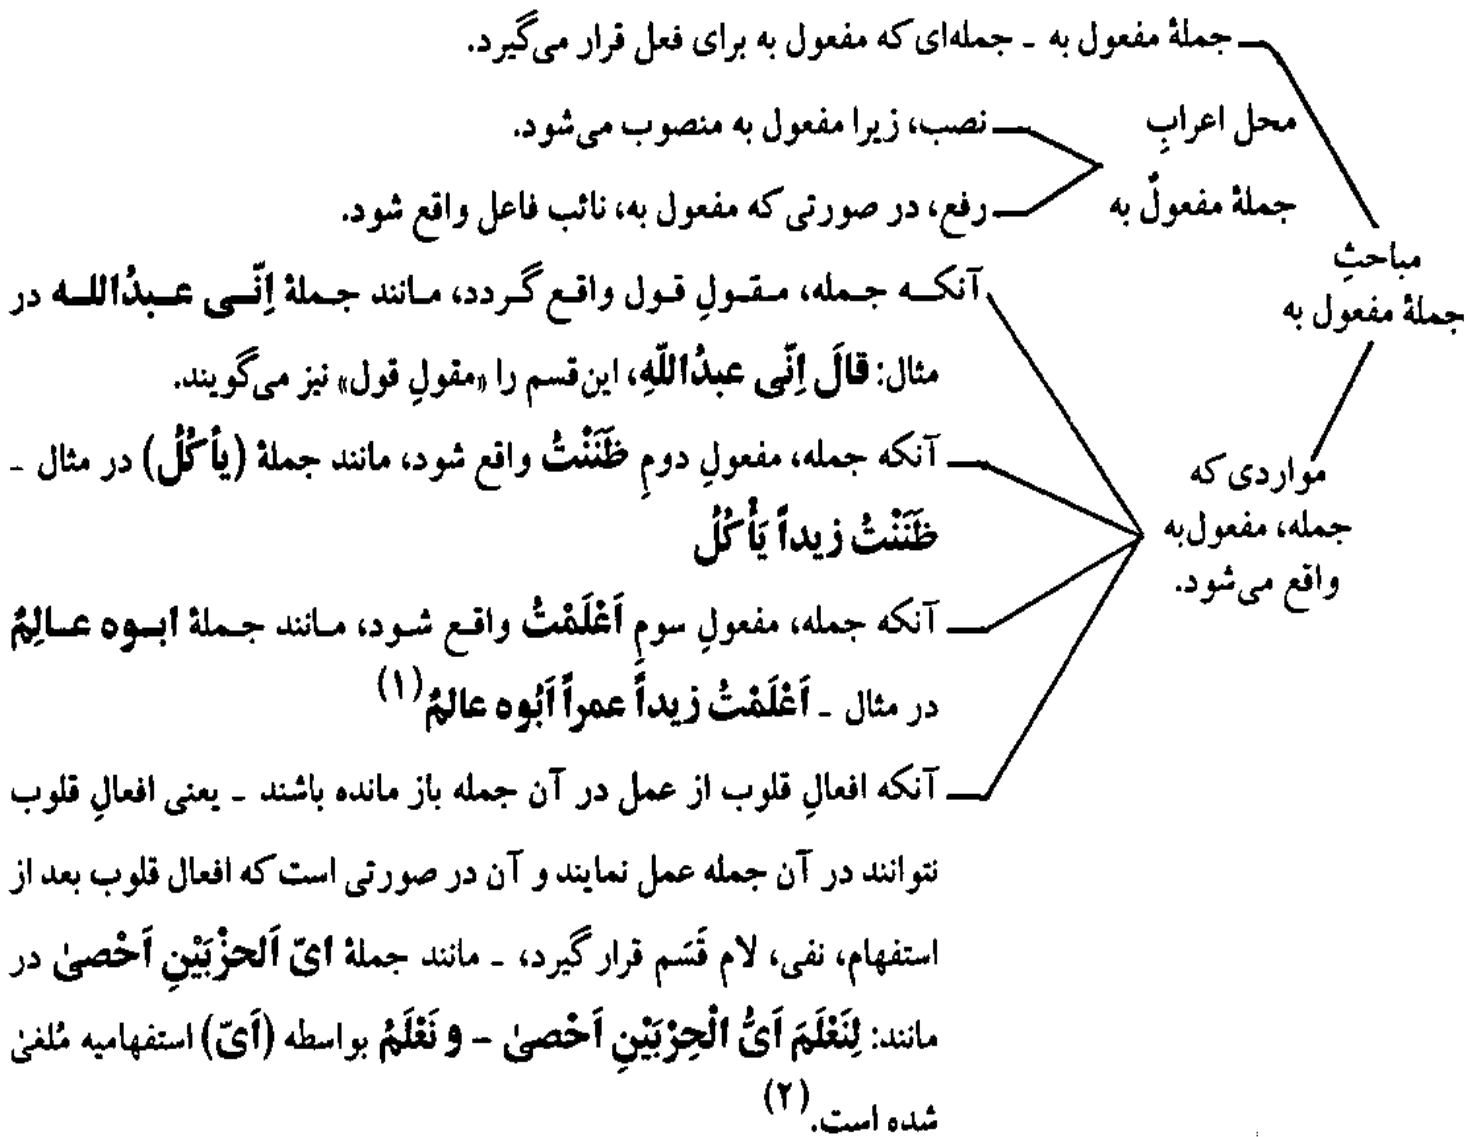 جملهٔ مفعول به ـ جمله‌ای که مفعول به برای فعل قرار می‌گیرد.
محل اعرابِ
جملهٔ مفعولٌ به
نصب، زیرا مفعول به منصوب می‌شود.
رفع، در صورتی که مفعول به، نائب فاعل واقع شود.
مباحثِ
جملهٔ مفعول به
مواردی که
جمله، مفعول‌به
واقع می‌شود.
آنکه جمله، مقولِ قول واقع گردد، مانند جملهٔ اِنّی عبدُالله در
مثال: قالَ اِنّی عبدُاللّهِ، این قسم را «مقولِ قول» نیز می‌گویند.
آنکه جمله، مفعولِ دومِ ظَنَنْتُ واقع شود، مانند جملهٔ (یأکُلُ) در مثال ـ
ظَنَنْتُ زیداً یَأْکُلُ
آنکه جمله، مفعولِ سومِ اَعْلَمْتُ واقع شود، مانند جملهٔ ابوه عالِمٌ
در مثال ـ اَعْلَمْتُ زیداً عمراً اَبُوه عالمٌ(۱)
آنکه افعالِ قلوب از عمل در آن جمله باز مانده باشند ـ یعنی افعالِ قلوب
نتوانند در آن جمله عمل نمایند و آن در صورتی است که افعال قلوب بعد از
استفهام، نفی، لام قَسَم قرار گیرد، ـ مانند جملهٔ ایّ اَلحزْبَیْنِ اَحْصیٰ در
مانند: لِنَعْلَمَ اَیُّ الْحِزْبَیْنِ اَحْصیٰ ـ وَ نَعْلَمُ بواسطه (اَیّ) استفهامیه مُلغیٰ
شده است.(۲)